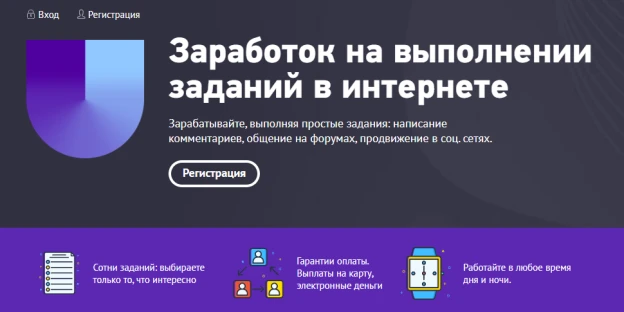 Вход Регистрация
Заработок на выполнении
заданий в интернете
Зарабатывайте, выполняя простые задания: написание
комментариев, общение на форумах, продвижение в соц. сетях.
Регистрация
Сотни заданий: выбираете
только то, что интересно
Гарантии оплаты.
Выплаты на карту,
электронные деньги
Работайте в любое время
дня и ночи.